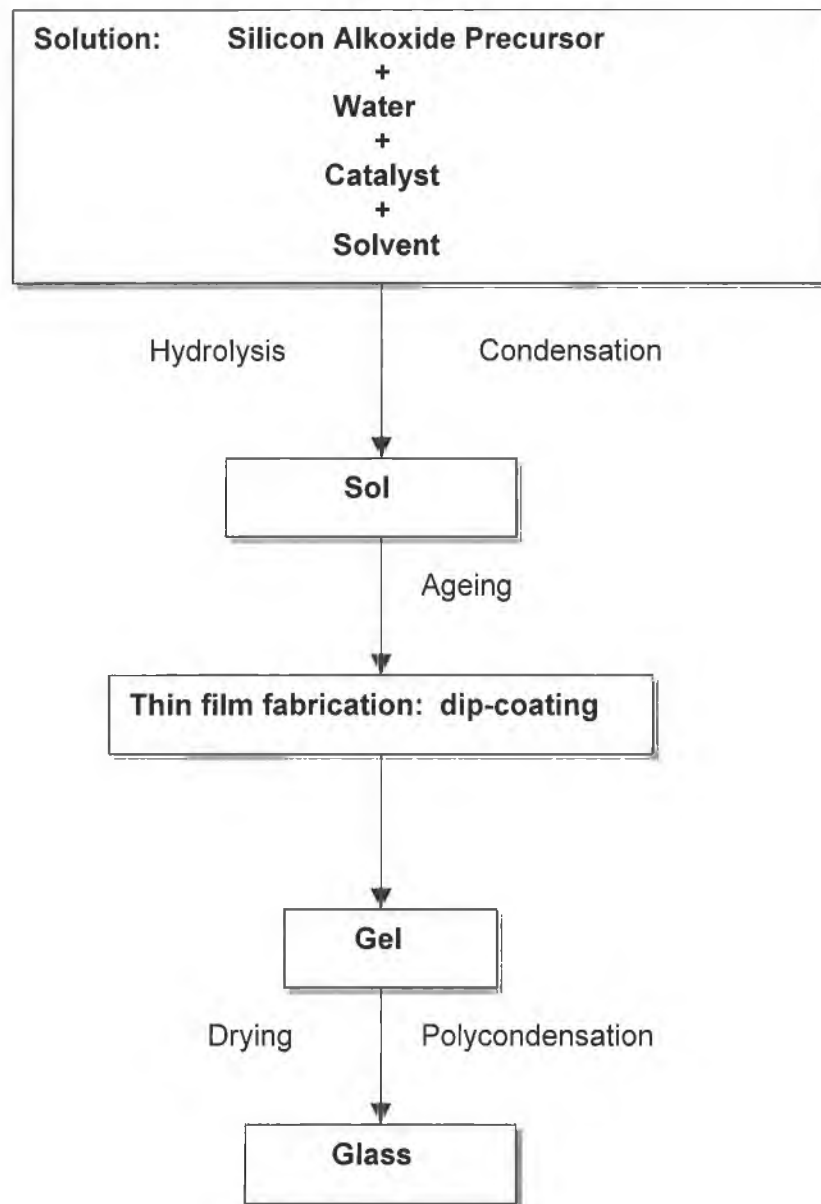 Solution: Silicon Alkoxide Precursor
+
Water
+
Catalyst
+
Solvent
Hydrolysis Condensation
Sol
Ageing
Thin film fabrication: dip-coating
Gel
Drying Polycondensation
Glass